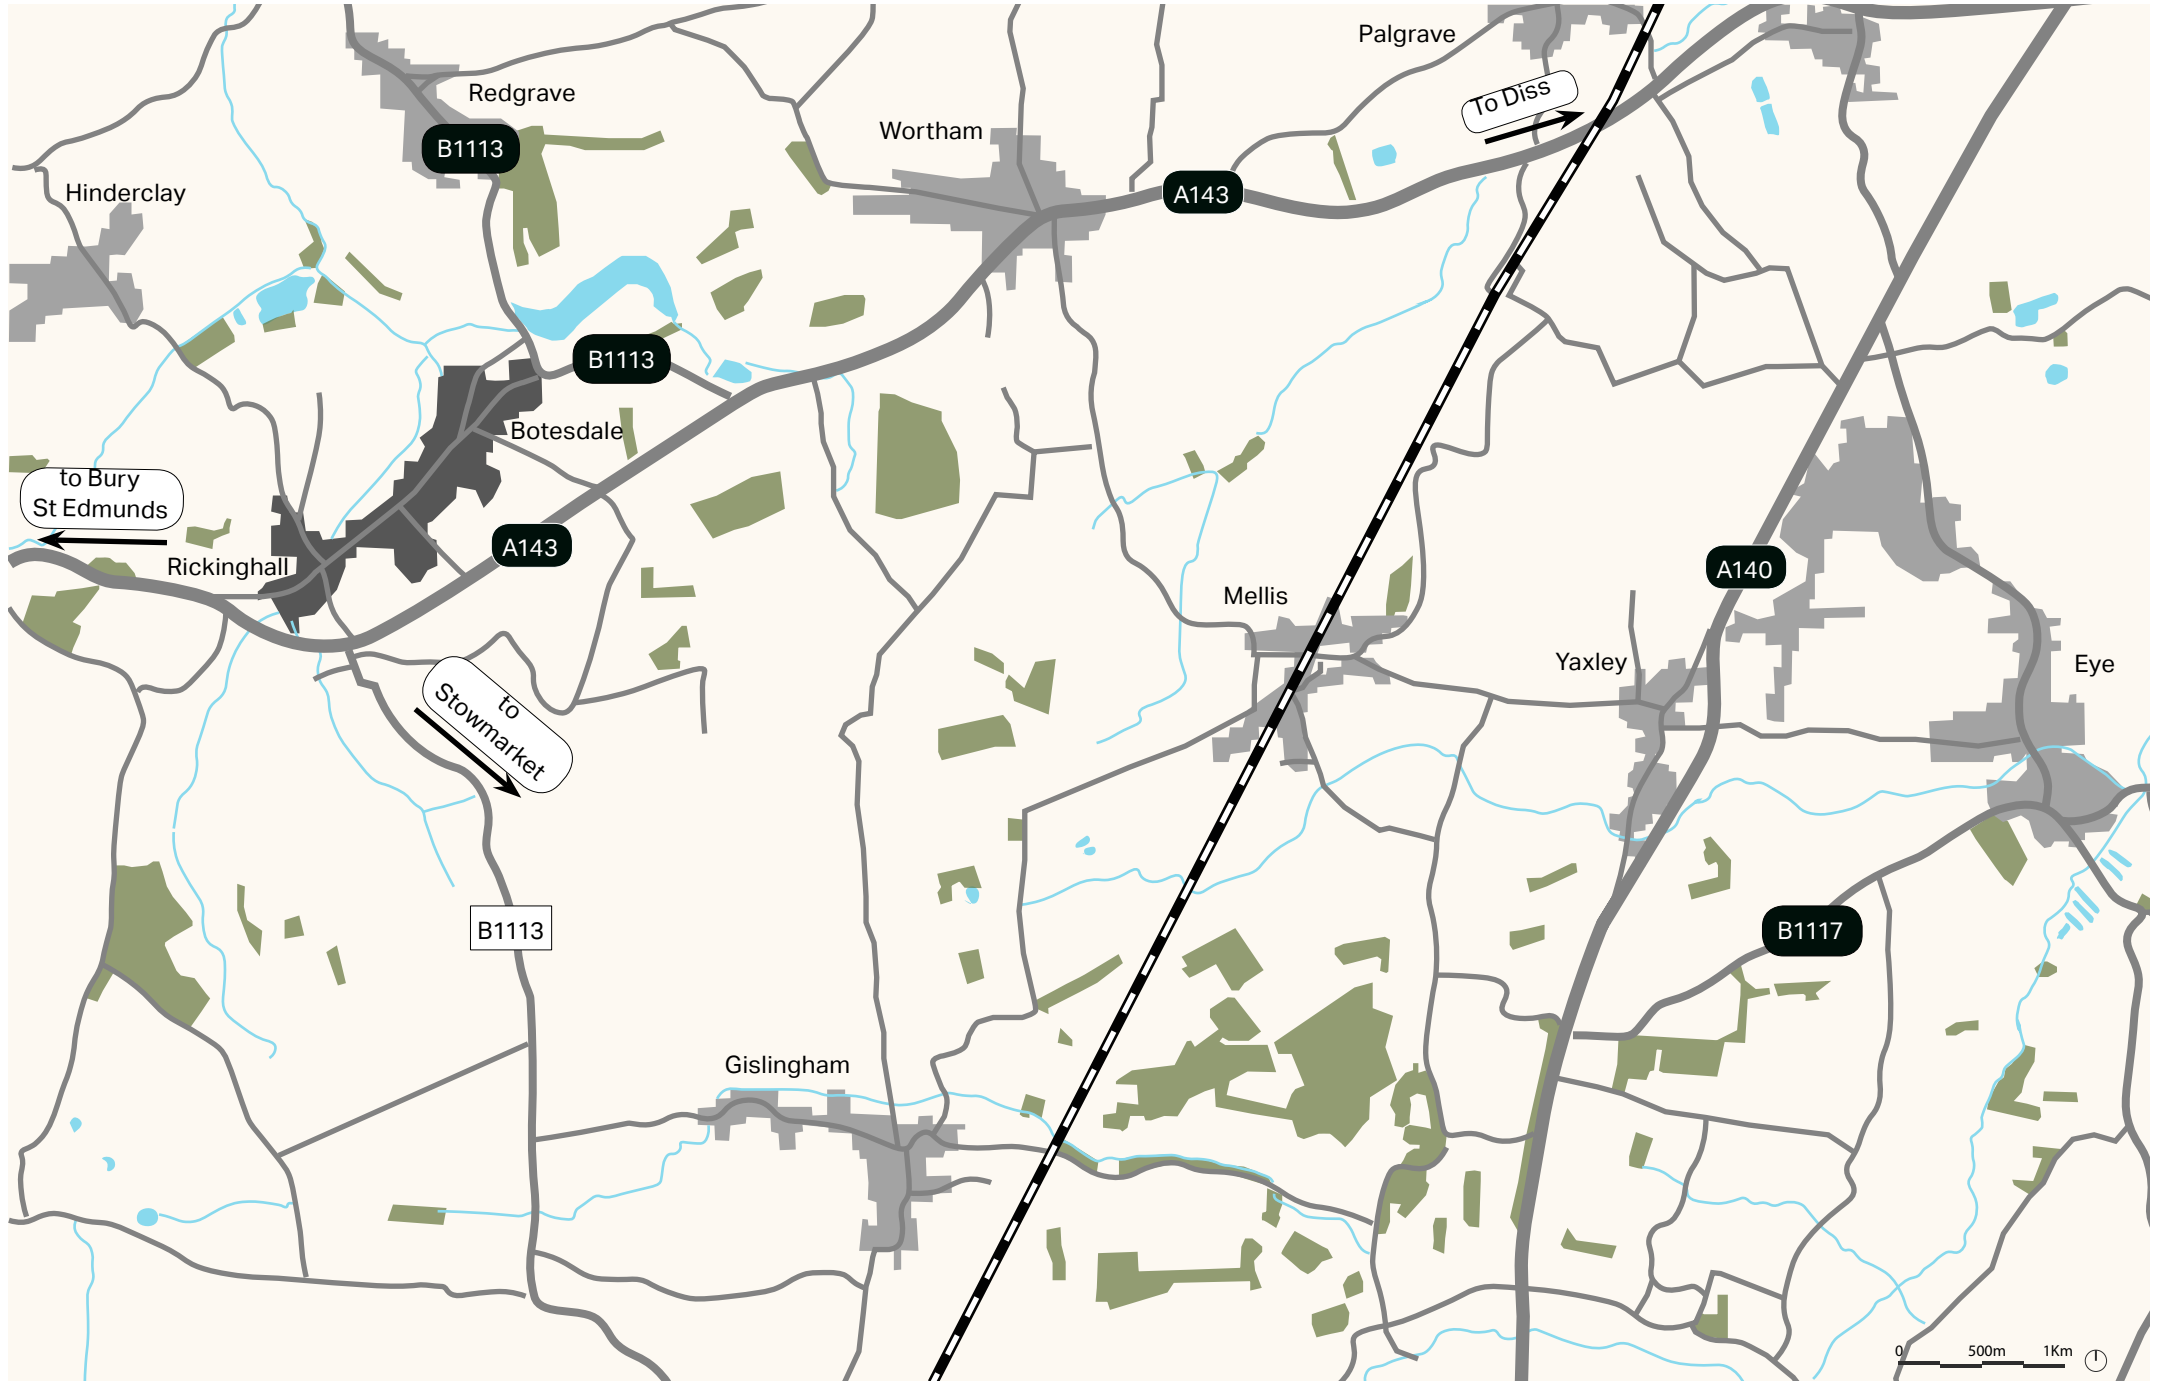 Palgrave
To Diss
Redgrave
Wortham
B1113
Hinderclay
A143
B1113
Botesdale
to Bury
St Edmunds
A143
Rickinghall
A140
Mellis
Yaxley
Eye
to
Stowmarket
B1113
B1117
Gislingham
0 500m 1Km